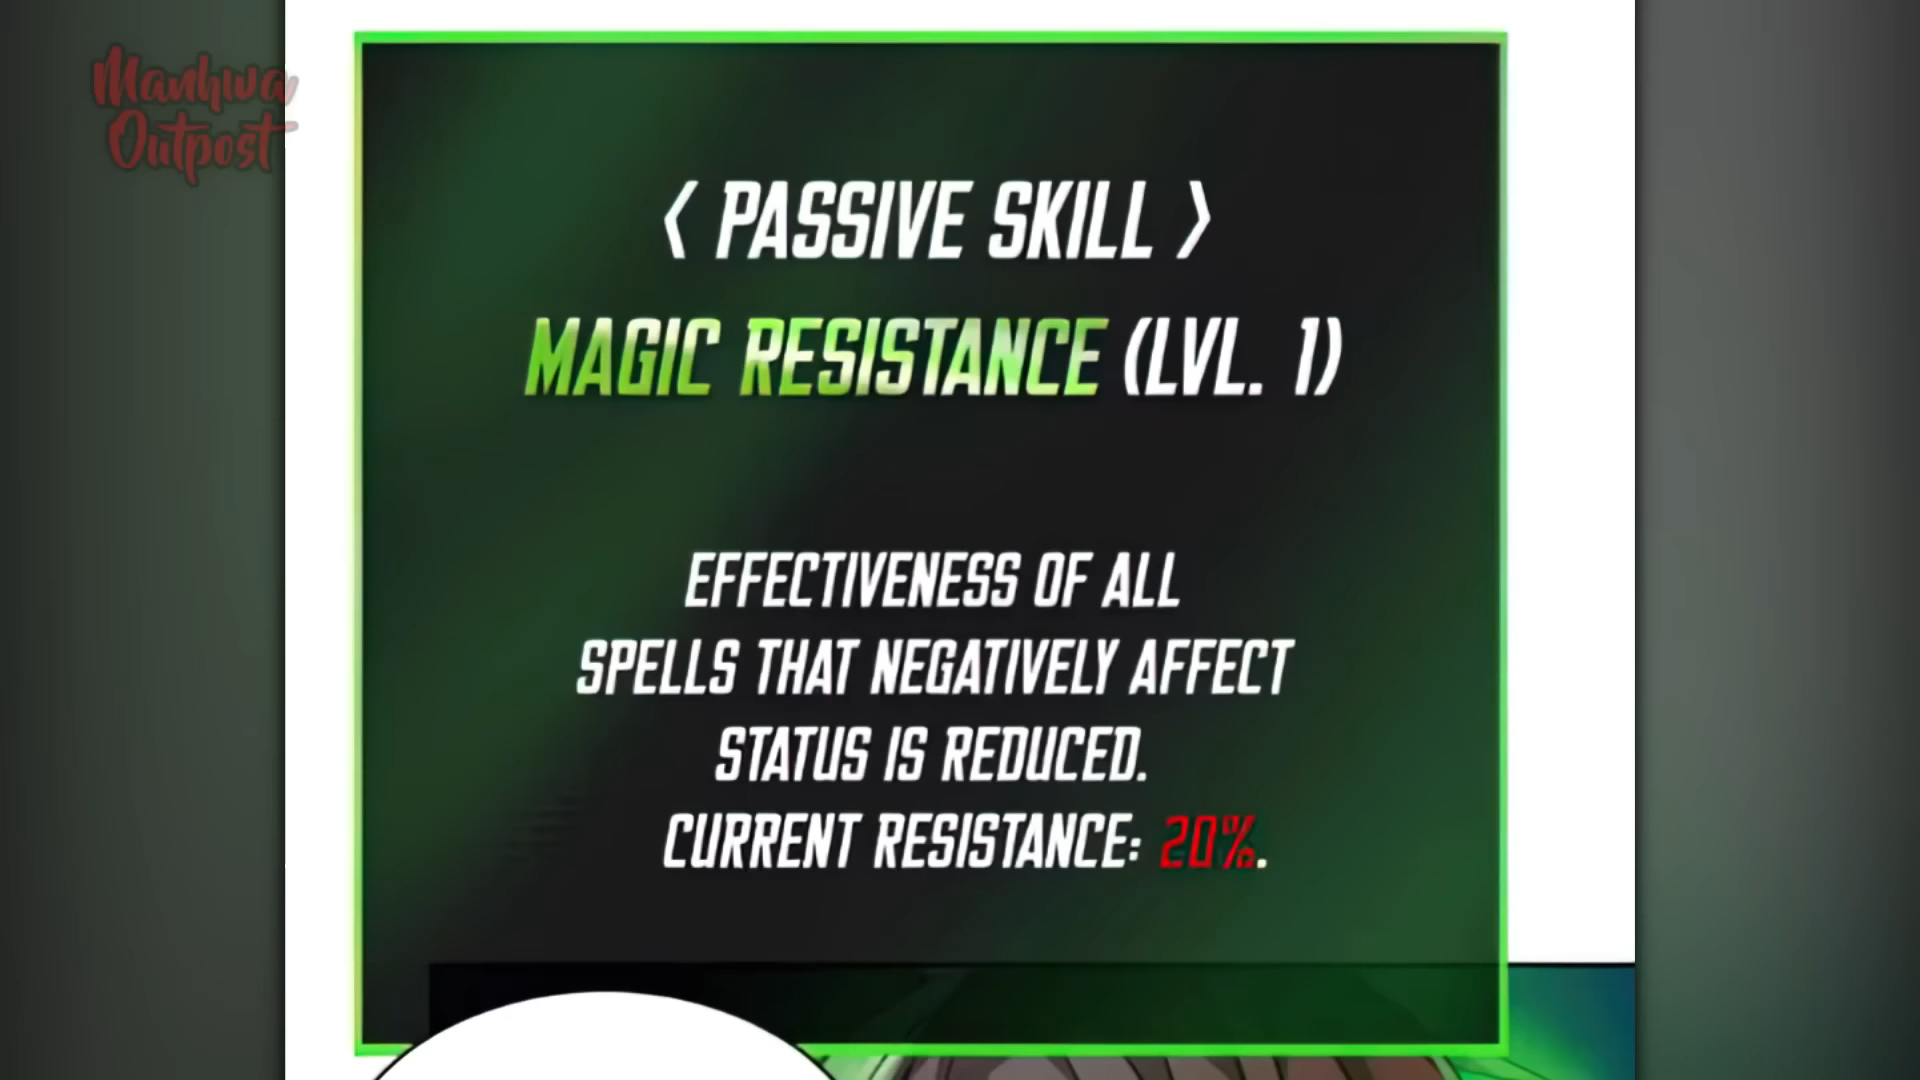 Manhwa
Outpost
〈 PASSIVE SKILL 〉
MAGIC RESISTANCE (LVL. 1)
EFFECTIVENESS OF ALL
SPELLS THAT NEGATIVELY AFFECT
STATUS IS REDUCED.
CURRENT RESISTANCE: 20%.